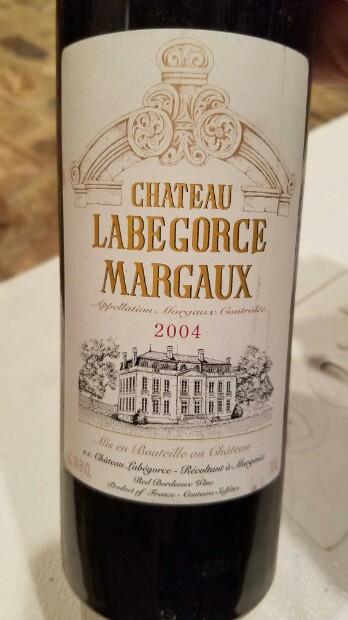 CHATEAU
LABEGORCE
MARGAUX
Appellation Margaux Contrôlée
2004
Mis en Bouteille au Château
s.c. Château Labégorce - Récoltant à Margaux
Red Bordeaux Wine
Product of France - Contains Sulfites